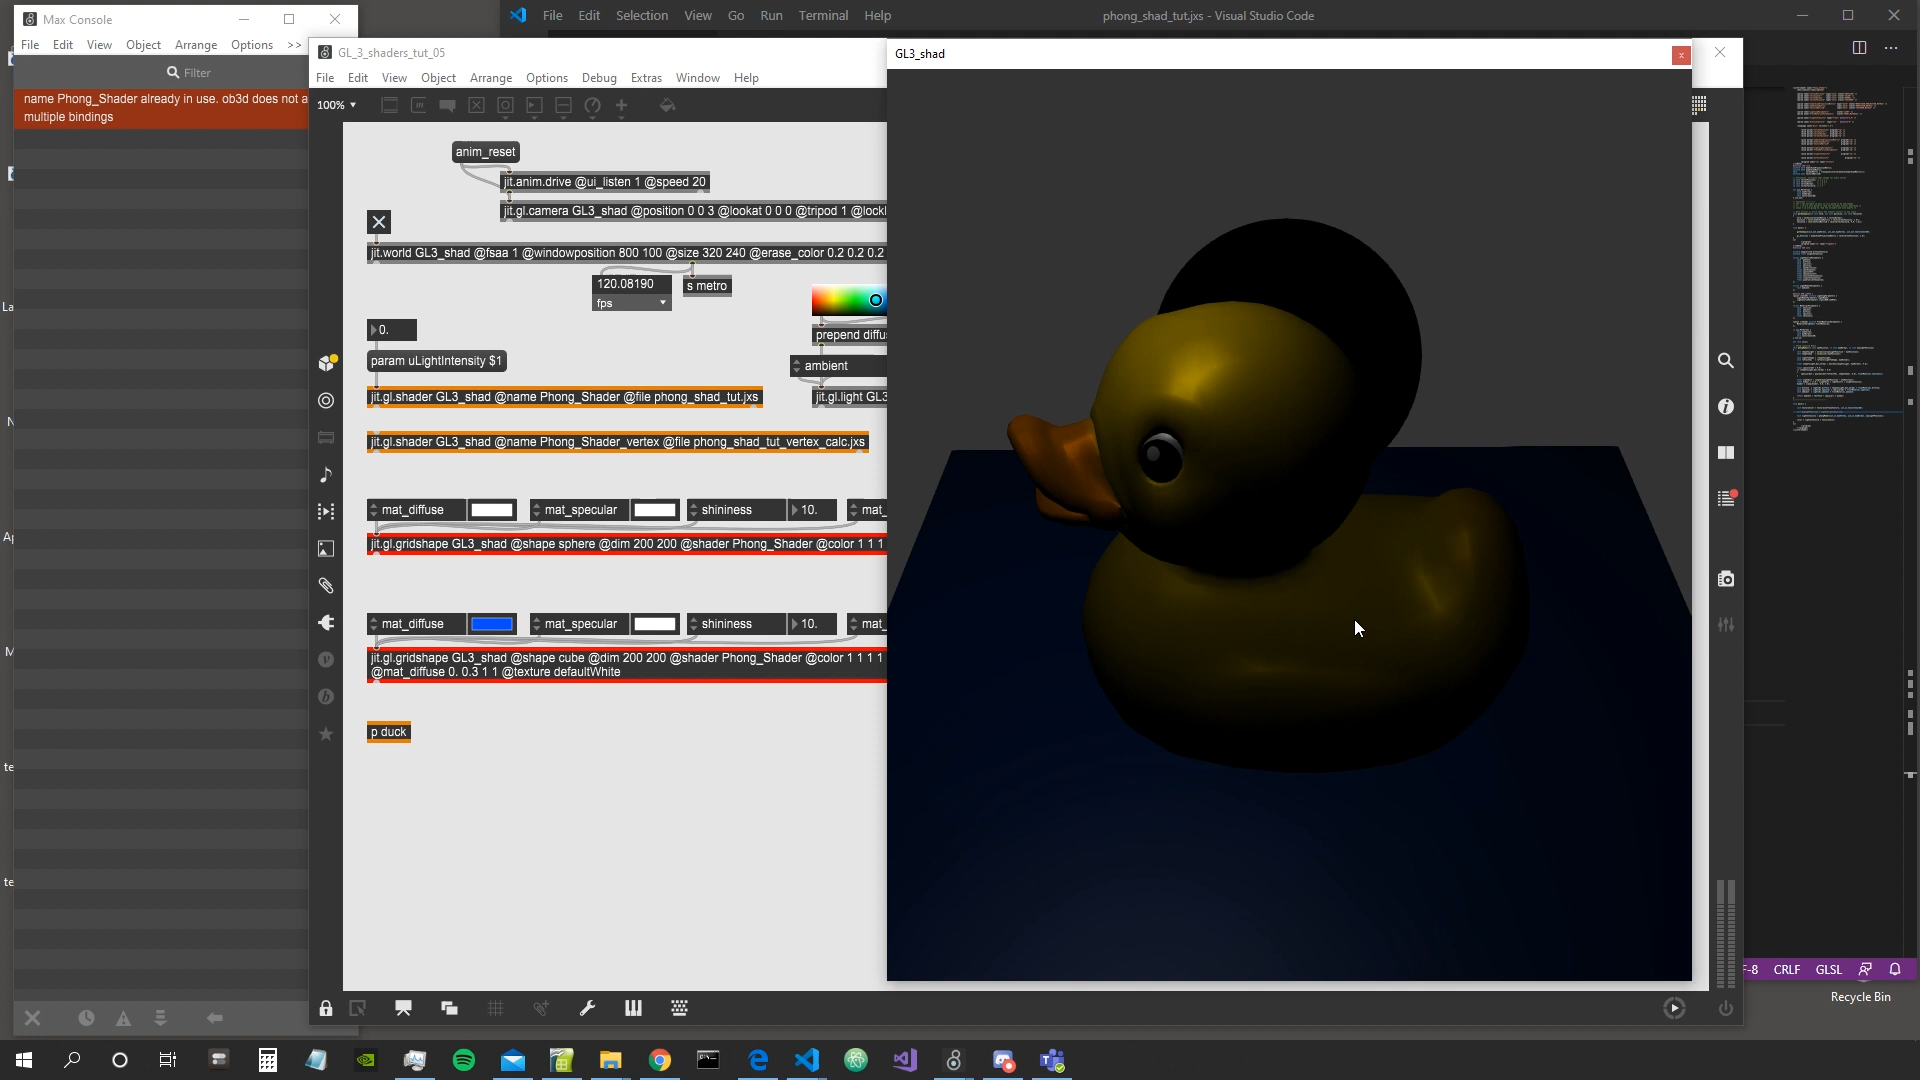 Max Console
File Edit View Object Arrange Options >>
Filter
name Phong_Shader already in use. ob3d does not a
multiple bindings
File Edit Selection View Go Run Terminal Help
phong_shad_tut.jxs - Visual Studio Code
GL_3_shaders_tut_05
File Edit View Object Arrange Options Debug Extras Window Help
100%
GL3_shad
anim_reset
jit.anim.drive @ui_listen 1 @speed 20
jit.gl.camera GL3_shad @position 0 0 3 @lookat 0 0 0 @tripod 1 @lockl
jit.world GL3_shad @fsaa 1 @windowposition 800 100 @size 320 240 @erase_color 0.2 0.2 0.2
120.08190
fps
s metro
0.
param uLightIntensity $1
prepend diffu
ambient
jit.gl.shader GL3_shad @name Phong_Shader @file phong_shad_tut.jxs
jit.gl.light GL3
jit.gl.shader GL3_shad @name Phong_Shader_vertex @file phong_shad_tut_vertex_calc.jxs
mat_diffuse mat_specular shininess 10. mat_
jit.gl.gridshape GL3_shad @shape sphere @dim 200 200 @shader Phong_Shader @color 1 1 1
mat_diffuse mat_specular shininess 10. mat_
jit.gl.gridshape GL3_shad @shape cube @dim 200 200 @shader Phong_Shader @color 1 1 1 1
@mat_diffuse 0. 0.3 1 1 @texture defaultWhite
p duck
La
N
Ap
M
te
te
F-8 CRLF GLSL
Recycle Bin